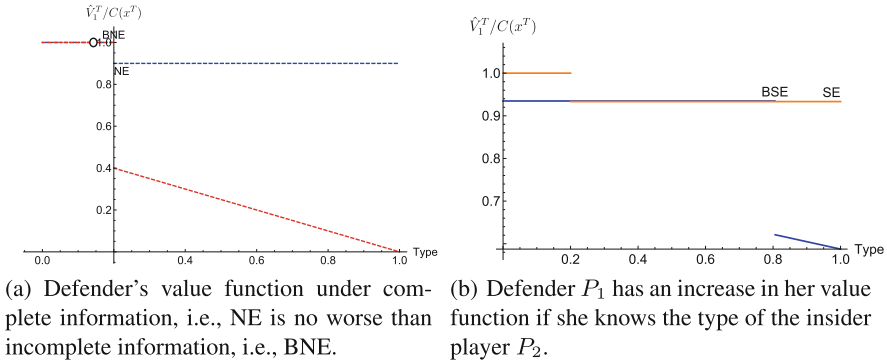 V̂₁ᵀ/C(xᵀ)
BNE
1.0
NE
0.8
0.6
0.4
0.2
0.0 0.4 0.6 0.8 1.0 Type
(a) Defender's value function under com-
plete information, i.e., NE is no worse than
incomplete information, i.e., BNE.
V̂₁ᵀ/C(xᵀ)
1.0
BSE SE
0.9
0.8
0.7
0.2 0.4 0.6 0.8 1.0 Type
(b) Defender P₁ has an increase in her value
function if she knows the type of the insider
player P₂.